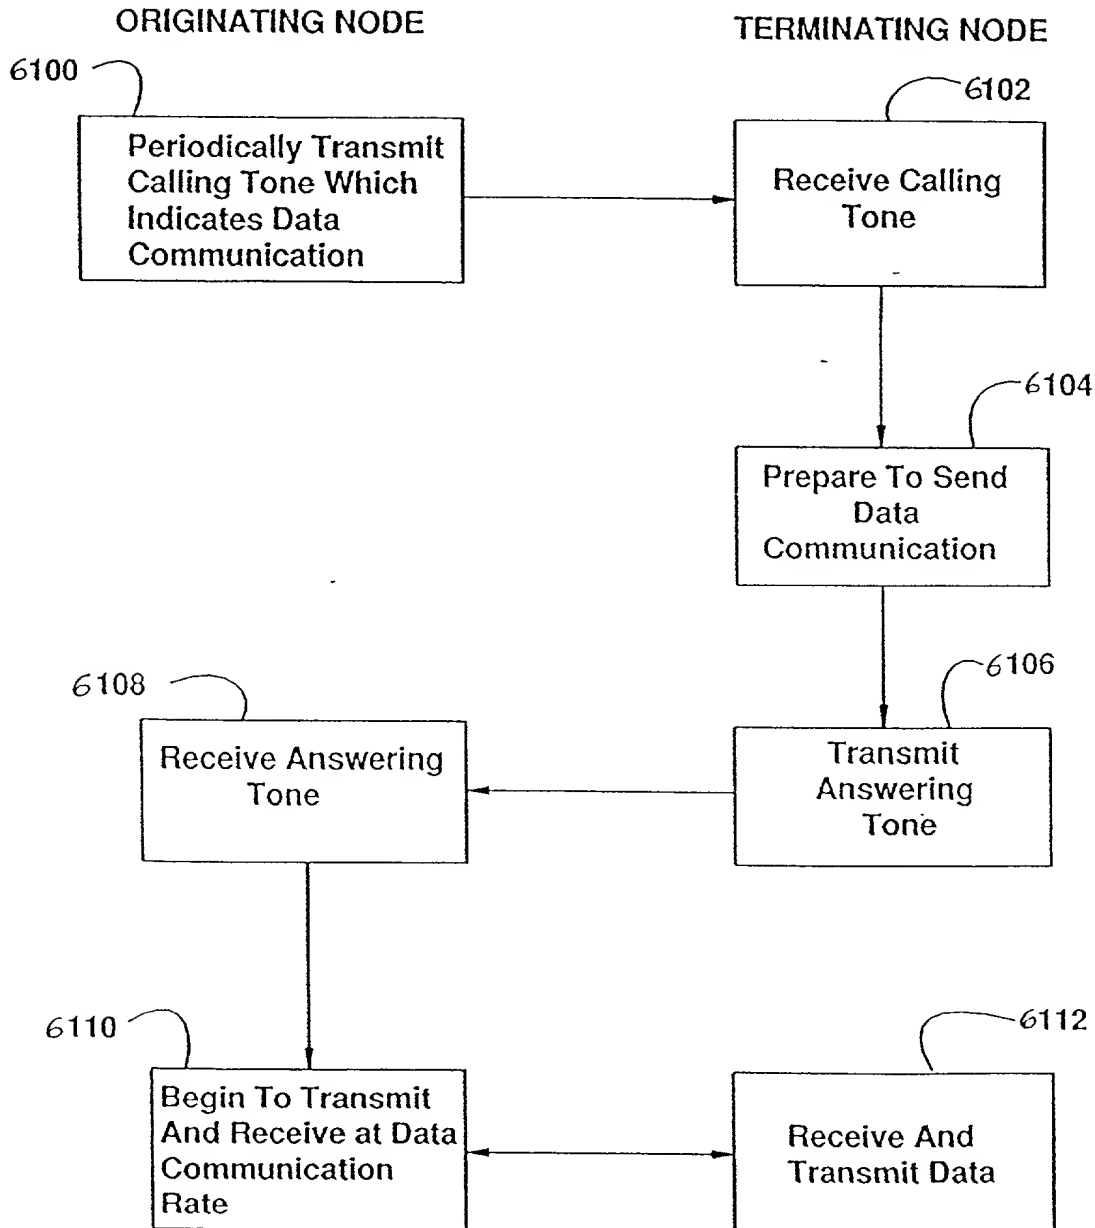 ORIGINATING NODE
TERMINATING NODE
6100
6102
Periodically Transmit
Calling Tone Which
Indicates Data
Communication
Receive Calling
Tone
6104
Prepare To Send
Data
Communication
6106
6108
Receive Answering
Tone
Transmit
Answering
Tone
6110
6112
Begin To Transmit
And Receive at Data
Communication
Rate
Receive And
Transmit Data